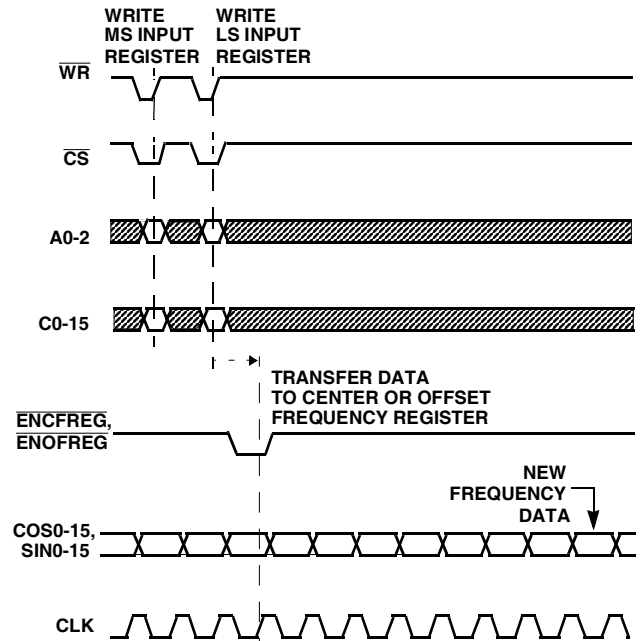 WRITE
MS INPUT
REGISTER
WRITE
LS INPUT
REGISTER
WR
CS
A0-2
C0-15
TRANSFER DATA
TO CENTER OR OFFSET
FREQUENCY REGISTER
ENCFREG,
ENOFREG
NEW
FREQUENCY
DATA
COS0-15,
SIN0-15
CLK